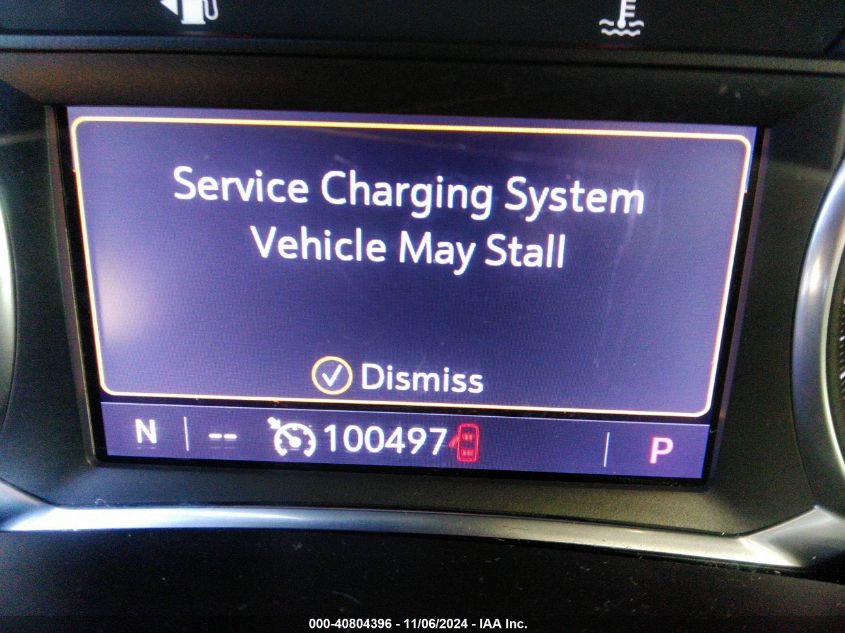 Service Charging System
Vehicle May Stall
Dismiss
N -- 100497 P
000-40804396 - 11/06/2024 - IAA Inc.